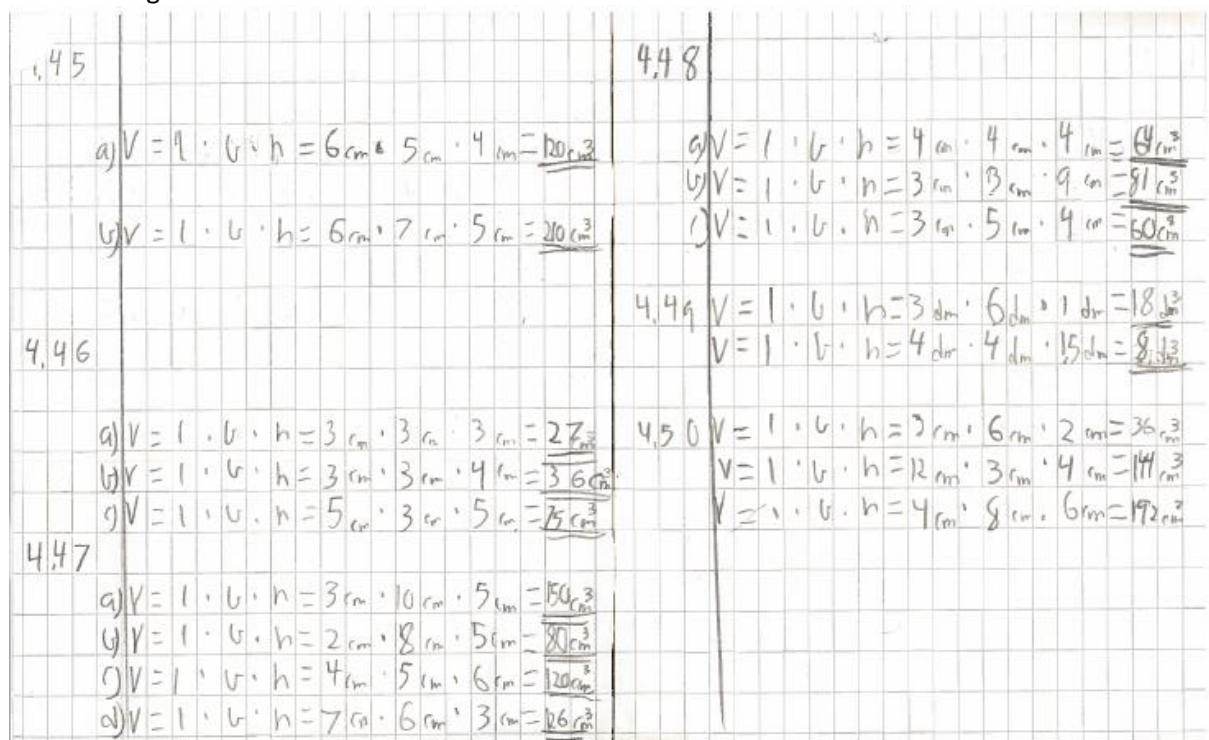 ,45
a) V = l · b · h = 6 cm · 5 cm · 4 cm = 120 cm³
b) V = l · b · h = 6 cm · 7 cm · 5 cm = 210 cm³
4.46
a) V = l · b · h = 3 cm · 3 cm · 3 cm = 27 cm³
b) V = l · b · h = 3 cm · 3 cm · 4 cm = 36 cm³
c) V = l · b · h = 5 cm · 3 cm · 5 cm = 75 cm³
4.47
a) V = l · b · h = 3 cm · 10 cm · 5 cm = 150 cm³
b) V = l · b · h = 2 cm · 8 cm · 5 cm = 80 cm³
c) V = l · b · h = 4 cm · 5 cm · 6 cm = 120 cm³
d) V = l · b · h = 7 cm · 6 cm · 3 cm = 126 cm³
4.48
a) V = l · b · h = 4 cm · 4 cm · 4 cm = 64 cm³
b) V = l · b · h = 3 cm · 3 cm · 9 cm = 81 cm³
c) V = l · b · h = 3 cm · 5 cm · 4 cm = 60 cm³
4.49 V = l · b · h = 3 dm · 6 dm · 1 dm = 18 dm³
V = l · b · h = 4 dm · 4 dm · 1,5 dm = 8 dm³
4.50 V = l · b · h = 3 cm · 6 cm · 2 cm = 36 cm³
V = l · b · h = 12 cm · 3 cm · 4 cm = 144 cm³
V = l · b · h = 4 cm · 8 cm · 6 cm = 192 cm³